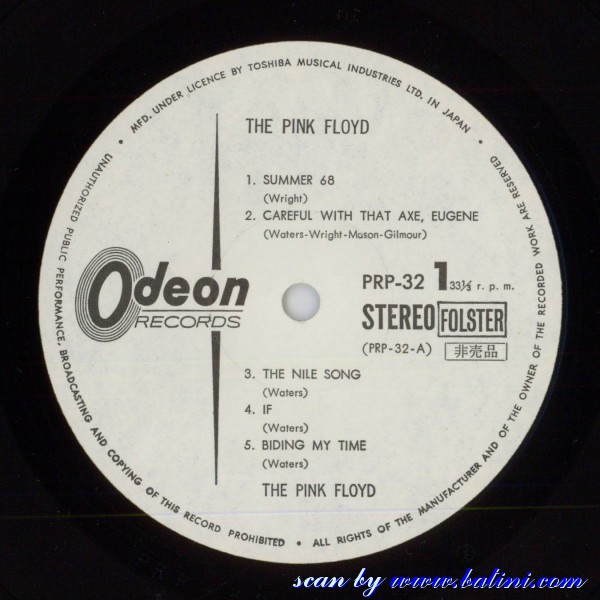 • MFD. UNDER LICENCE BY TOSHIBA MUSICAL INDUSTRIES LTD. IN JAPAN •
THE PINK FLOYD
1. SUMMER 68
(Wright)
2. CAREFUL WITH THAT AXE, EUGENE
(Waters-Wright-Mason-Gilmour)
Odeon
RECORDS
PRP-32 1 33⅓ r. p. m.
STEREO FOLSTER
(PRP-32-A) 非売品
3. THE NILE SONG
(Waters)
4. IF
(Waters)
5. BIDING MY TIME
(Waters)
THE PINK FLOYD
UNAUTHORIZED PUBLIC PERFORMANCE, BROADCASTING AND COPYING OF THIS RECORD PROHIBITED • ALL RIGHTS OF THE MANUFACTURER AND OF THE OWNER OF THE RECORDED WORK ARE RESERVED
scan by www.batini.com